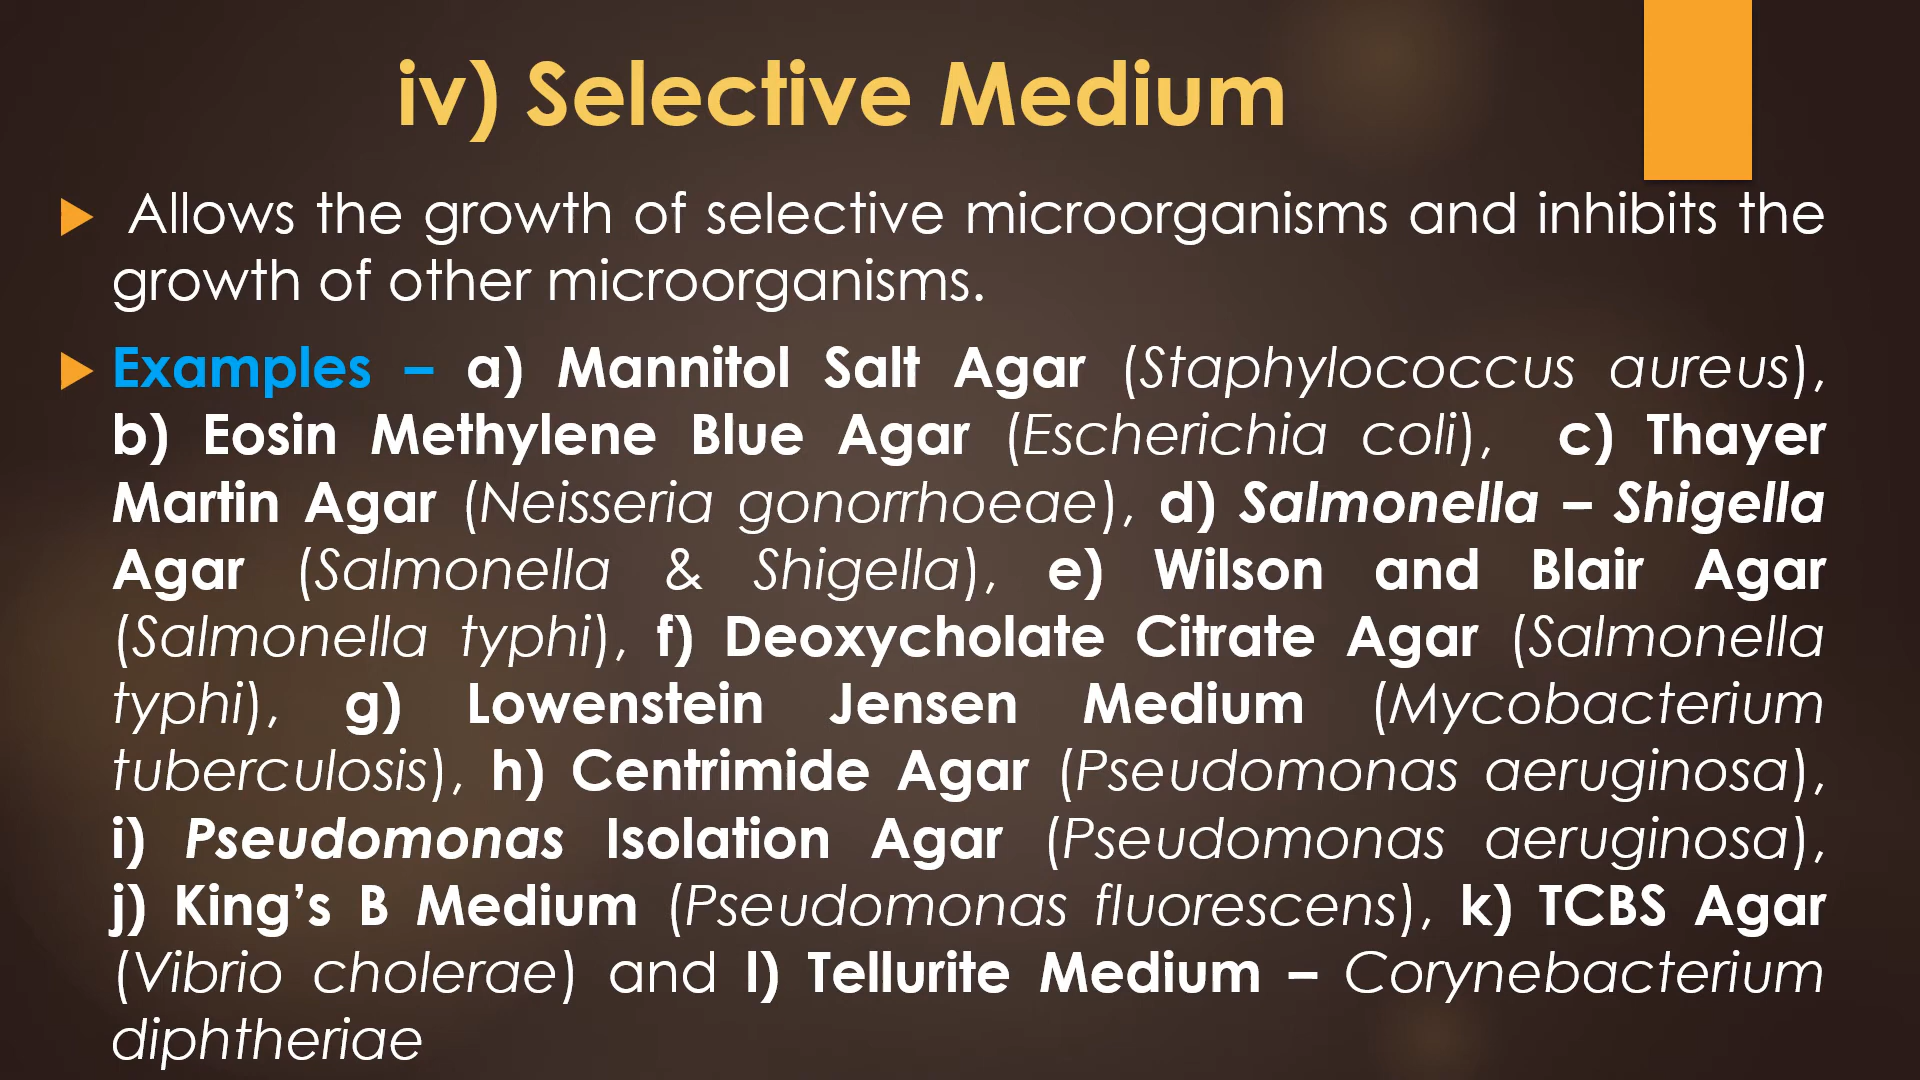 iv) Selective Medium
Allows the growth of selective microorganisms and inhibits the
growth of other microorganisms.
Examples – a) Mannitol Salt Agar (Staphylococcus aureus),
b) Eosin Methylene Blue Agar (Escherichia coli), c) Thayer
Martin Agar (Neisseria gonorrhoeae), d) Salmonella – Shigella
Agar (Salmonella & Shigella), e) Wilson and Blair Agar
(Salmonella typhi), f) Deoxycholate Citrate Agar (Salmonella
typhi), g) Lowenstein Jensen Medium (Mycobacterium
tuberculosis), h) Centrimide Agar (Pseudomonas aeruginosa),
i) Pseudomonas Isolation Agar (Pseudomonas aeruginosa),
j) King’s B Medium (Pseudomonas fluorescens), k) TCBS Agar
(Vibrio cholerae) and l) Tellurite Medium – Corynebacterium
diphtheriae